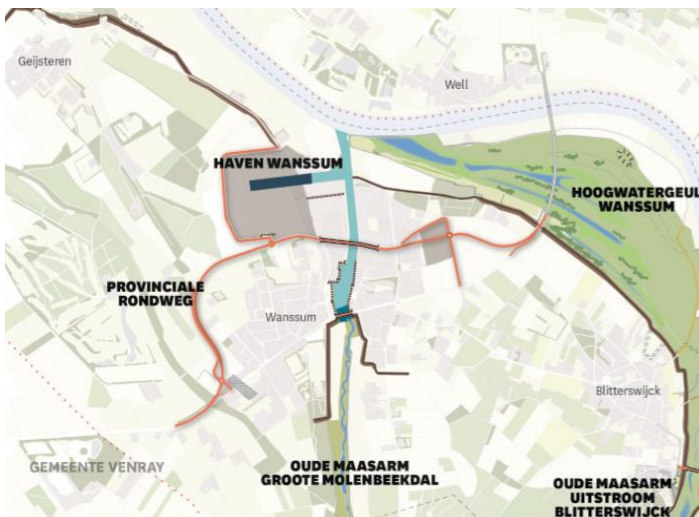 Geijsteren
Well
HAVEN WANSSUM
HOOGWATERGEUL
WANSSUM
PROVINCIALE
RONDWEG
Wanssum
Blitterswijck
GEMEENTE VENRAY
OUDE MAASARM
GROOTE MOLENBEEKDAL
OUDE MAASARM
UITSTROOM
BLITTERSWIJCK